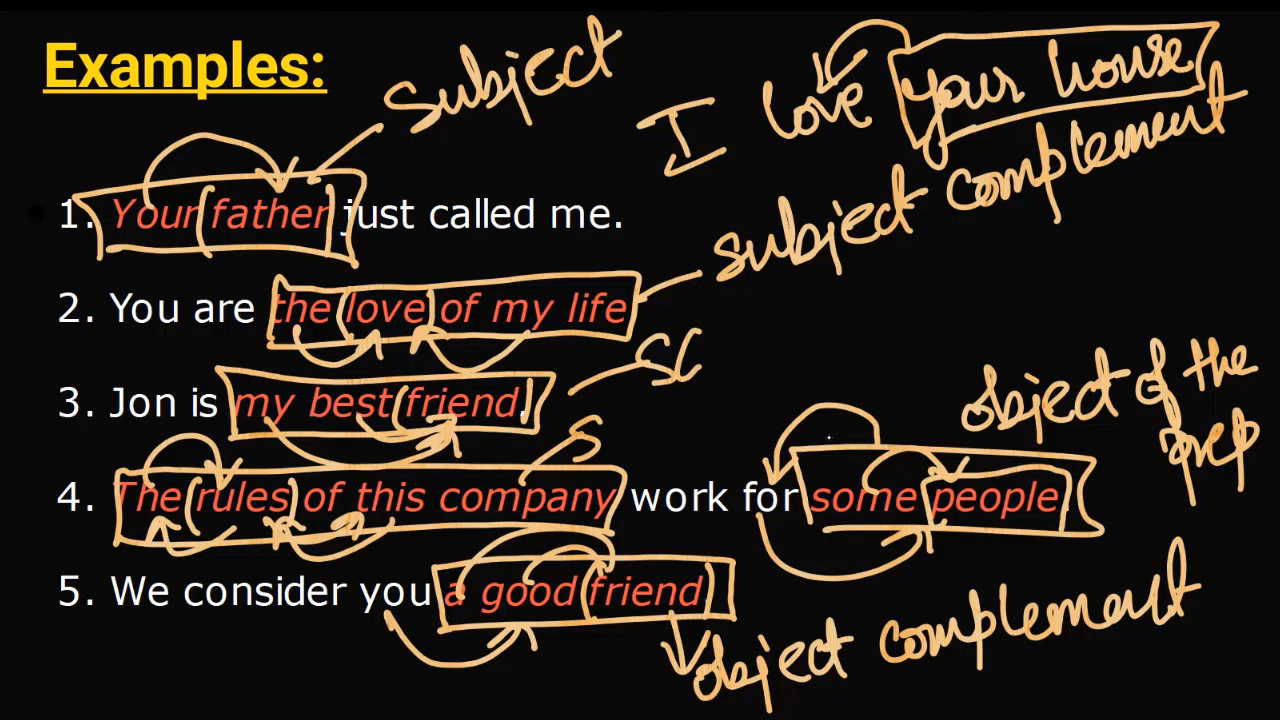 Examples:
subject
I love your house
1. Your father just called me.
subject complement
2. You are the love of my life
SC
3. Jon is my best friend.
object of the
prep
S
4. The rules of this company work for some people.
5. We consider you a good friend
object complement